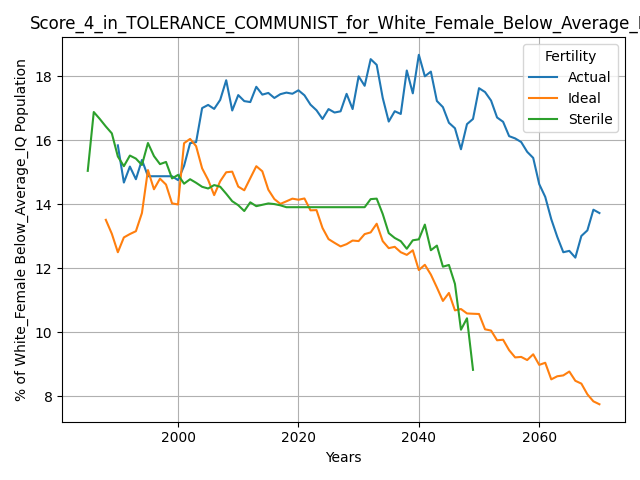 Score_4_in_TOLERANCE_COMMUNIST_for_White_Female_Below_Average_
Fertility
Actual
Ideal
Sterile
% of White_Female Below_Average_IQ Population
18
16
14
12
10
8
2000
2020
2040
2060
Years